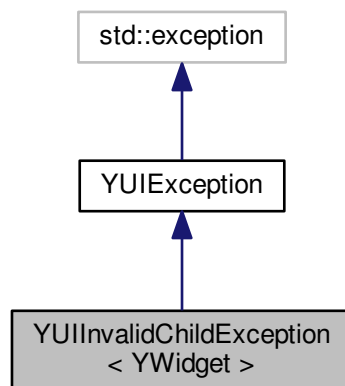 std::exception
YUIException
YUIInvalidChildException
< YWidget >